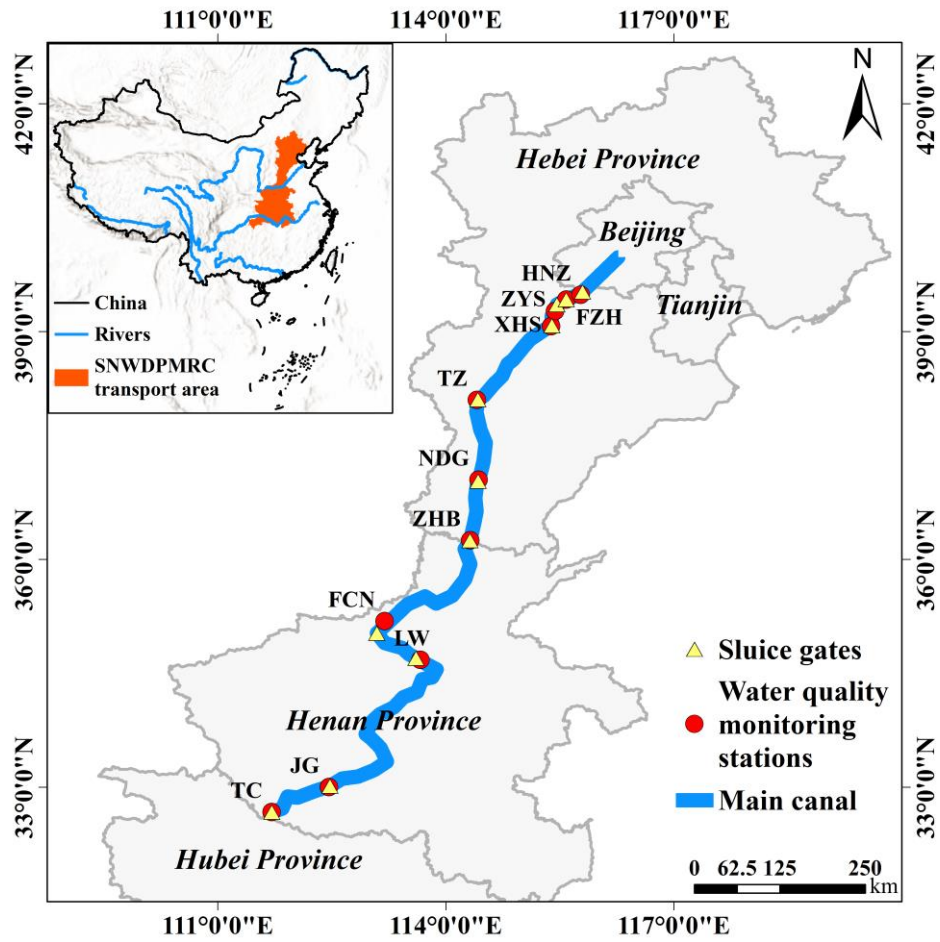 111°0'0"N
114°0'0"N
117°0'0"N
42°0'0"N
42°0'0"N
N
Hebei Province
Beijing
HNZ
ZYS
FZH
Tianjin
XHS
39°0'0"N
39°0'0"N
China
Rivers
SNWDPMRC
transport area
TZ
NDG
ZHB
36°0'0"N
36°0'0"N
FCN
LW
Sluice gates
Water quality
monitoring
stations
Henan Province
JG
Main canal
TC
33°0'0"N
33°0'0"N
Hubei Province
0 62.5 125 250
km
111°0'0"N
114°0'0"N
117°0'0"N